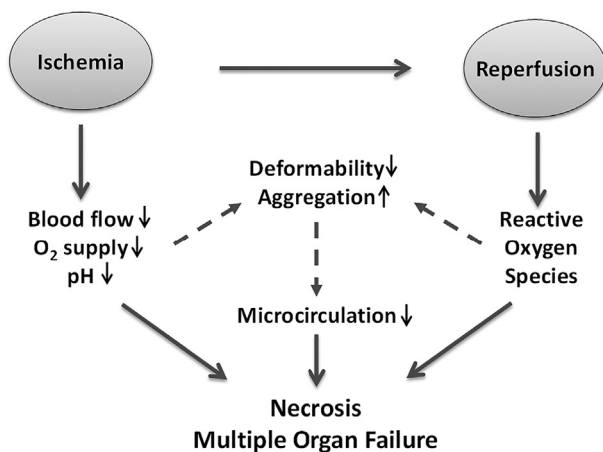 Ischemia
Reperfusion
Deformability↓
Aggregation↑
Blood flow↓
O₂ supply↓
pH↓
Reactive
Oxygen
Species
Microcirculation↓
Necrosis
Multiple Organ Failure